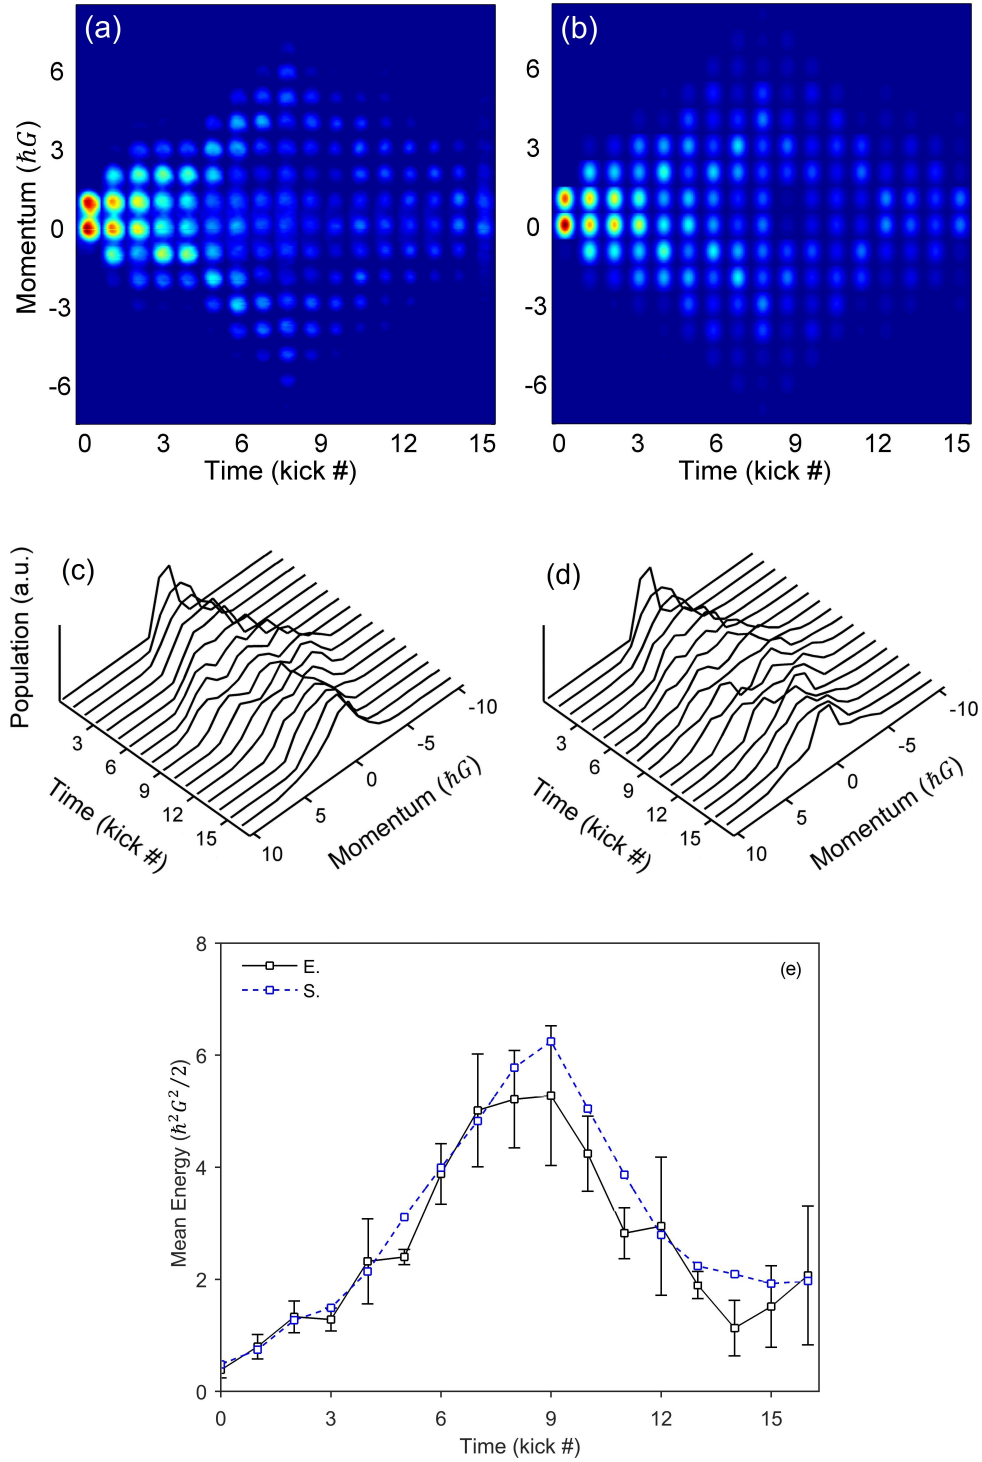 (a)
Momentum (ħG)
6
3
0
-3
-6
0 3 6 9 12 15
Time (kick #)
(b)
6
3
0
-3
-6
0 3 6 9 12 15
Time (kick #)
(c)
Population (a.u.)
3
6
9
12
15
Time (kick #)
-10
-5
0
5
10
Momentum (ħG)
(d)
3
6
9
12
15
Time (kick #)
-10
-5
0
5
10
Momentum (ħG)
(e)
E.
S.
Mean Energy (ħ²G²/2)
8
6
4
2
0
0 3 6 9 12 15
Time (kick #)